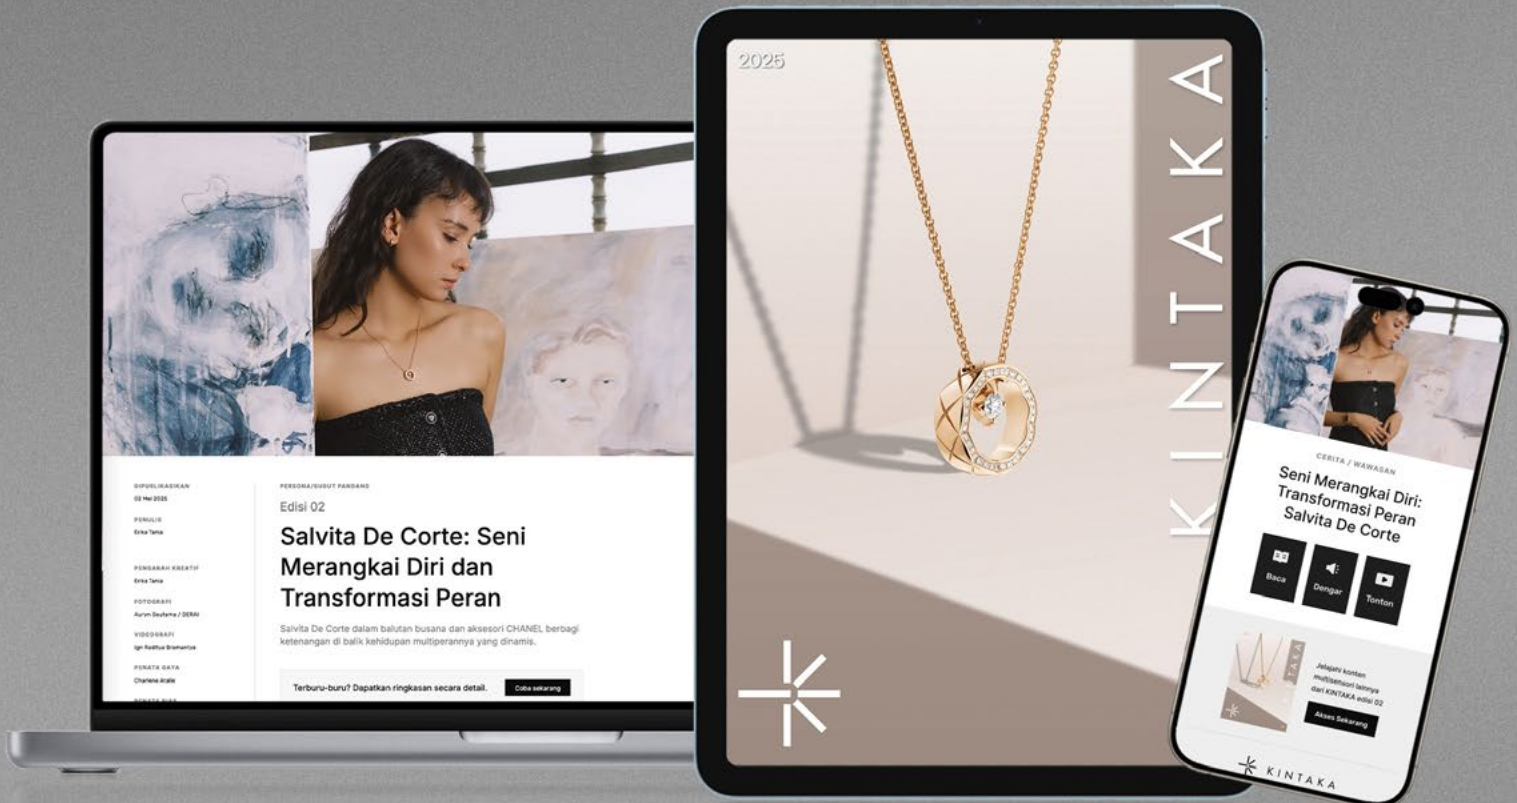 DIPUBLIKASIKAN
02 Mei 2025
PENULIS
Erika Tania
PENGARAH KREATIF
Erika Tania
FOTOGRAFI
VIDEOGRAFI
PENATA GAYA
PERSONA/SUDUT PANDANG
Edisi 02
Salvita De Corte: Seni
Merangkai Diri dan
Transformasi Peran
Salvita De Corte dalam balutan busana dan aksesori CHANEL berbagi
ketenangan di balik kehidupan multiperannya yang dinamis.
Terburu-buru? Dapatkan ringkasan secara detail.
Coba sekarang
2025
KINTAKA
CERITA / WAWASAN
Seni Merangkai Diri:
Transformasi Peran
Salvita De Corte
Baca
Dengar
Tonton
TAKA
Jelajahi konten
multisensori lainnya
dari KINTAKA edisi 02
Akses Sekarang
KINTAKA